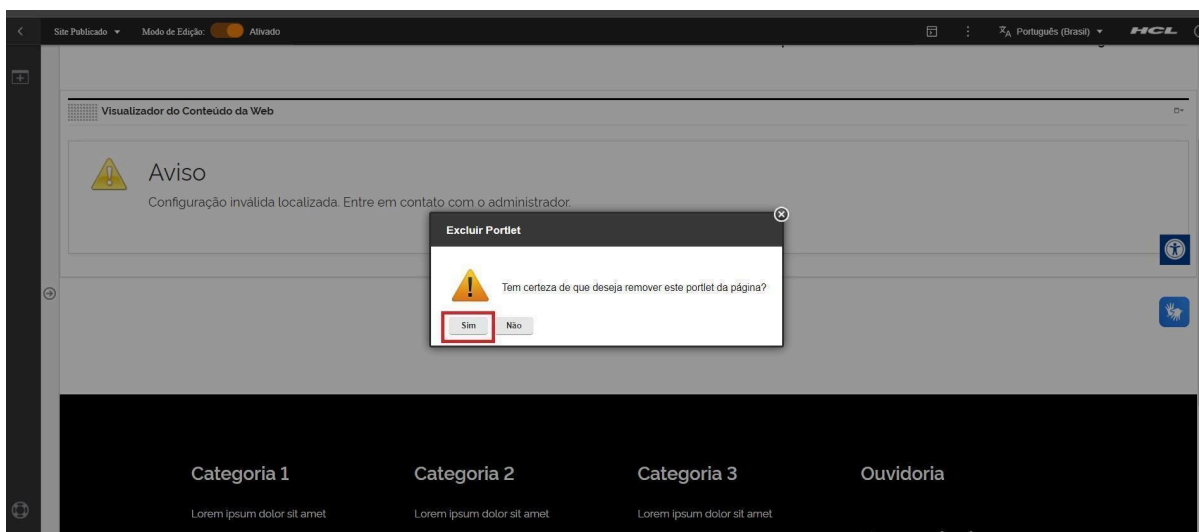 Site Publicado
Modo de Edição:
Ativado
Português (Brasil)
HCL
Visualizador do Conteúdo da Web
Aviso
Configuração inválida localizada. Entre em contato com o administrador.
Excluir Portlet
Tem certeza de que deseja remover este portlet da página?
Sim
Não
Categoria 1
Categoria 2
Categoria 3
Ouvidoria
Lorem ipsum dolor sit amet
Lorem ipsum dolor sit amet
Lorem ipsum dolor sit amet